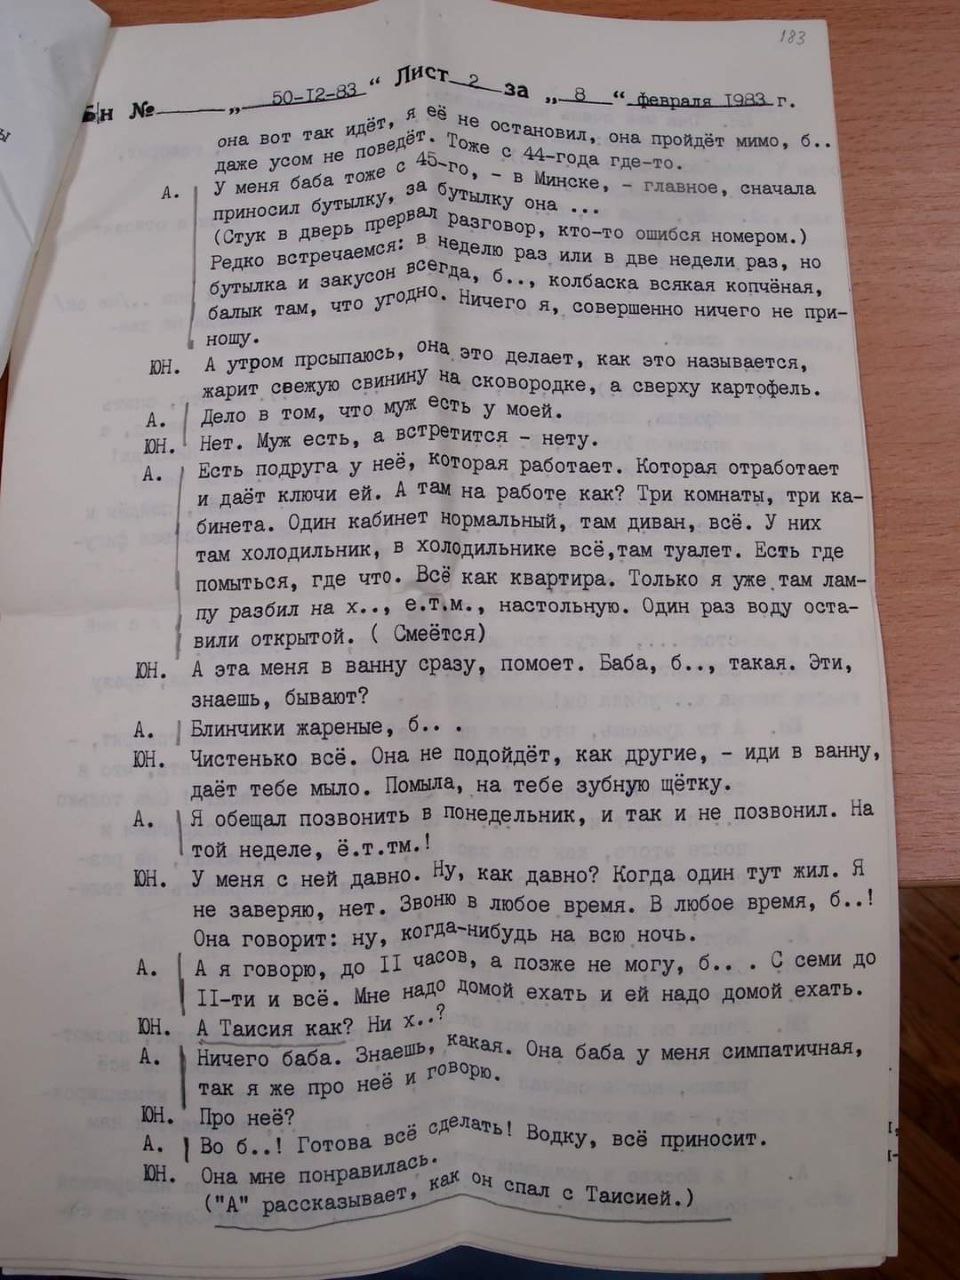 183
Б/н № „ 50-I2-83 “ Лист 2 за „ 8 “ февраля I983 г.
она вот так идёт, я её не остановил, она пройдёт мимо, б..
даже усом не поведёт. Тоже с 44-года где-то.
А. У меня баба тоже с 45-го, - в Минске, - главное, сначала
приносил бутылку, за бутылку она ...
(Стук в дверь прервал разговор, кто-то ошибся номером.)
Редко встречаемся: в неделю раз или в две недели раз, но
бутылка и закусон всегда, б.., колбаска всякая копчёная,
балык там, что угодно. Ничего я, совершенно ничего не при-
ношу.
ЮН. А утром прсыпаюсь, она это делает, как это называется,
жарит свежую свинину на сковородке, а сверху картофель.
А. Дело в том, что муж есть у моей.
ЮН. Нет. Муж есть, а встретится - нету.
А. Есть подруга у неё, которая работает. Которая отработает
и даёт ключи ей. А там на работе как? Три комнаты, три ка-
бинета. Один кабинет нормальный, там диван, всё. У них
там холодильник, в холодильнике всё,там туалет. Есть где
помыться, где что. Всё как квартира. Только я уже там лам-
пу разбил на х.., е.т.м., настольную. Один раз воду оста-
вили открытой. ( Смеётся)
ЮН. А эта меня в ванну сразу, помоет. Баба, б.., такая. Эти,
знаешь, бывают?
А. Блинчики жареные, б.. .
ЮН. Чистенько всё. Она не подойдёт, как другие, - иди в ванну,
даёт тебе мыло. Помыла, на тебе зубную щётку.
А. Я обещал позвонить в понедельник, и так и не позвонил. На
той неделе, ё.т.тм.!
ЮН. У меня с ней давно. Ну, как давно? Когда один тут жил. Я
не заверяю, нет. Звоню в любое время. В любое время, б..!
Она говорит: ну, когда-нибудь на всю ночь.
А. А я говорю, до II часов, а позже не могу, б.. . С семи до
II-ти и всё. Мне надо домой ехать и ей надо домой ехать.
ЮН. А Таисия как? Ни х..?
А. Ничего баба. Знаешь, какая. Она баба у меня симпатичная,
так я же про неё и говорю.
ЮН. Про неё?
А. Во б..! Готова всё сделать! Водку, всё приносит.
ЮН. Она мне понравилась.
("А" рассказывает, как он спал с Таисией.)